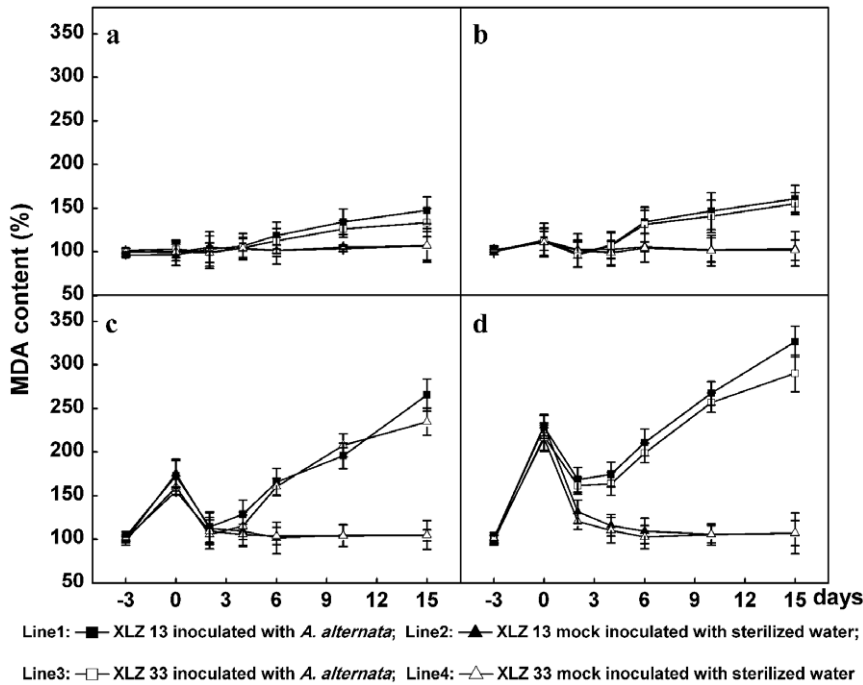 a b
350
300
250
200
150
100
50
c d
350
300
250
200
150
100
50
MDA content (%)
-3 0 3 6 9 12 15 -3 0 3 6 9 12 15 days
Line1: XLZ 13 inoculated with A. alternata; Line2: XLZ 13 mock inoculated with sterilized water;
Line3: XLZ 33 inoculated with A. alternata; Line4: XLZ 33 mock inoculated with sterilized water